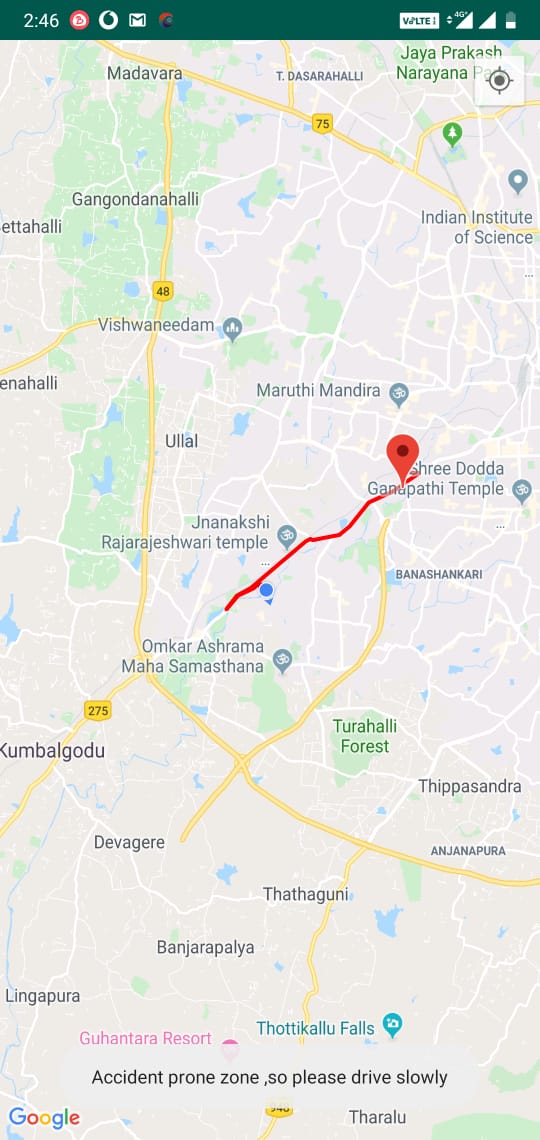 2:46
VoLTE
4G+
Jaya Prakash
Narayana Pa
Madavara
T. DASARAHALLI
75
Gangondanahalli
ettahalli
Indian Institute
of Science
48
Vishwaneedam
enahalli
Maruthi Mandira
Ullal
Shree Dodda
Ganapathi Temple
Jnanakshi
Rajarajeshwari temple
BANASHANKARI
Omkar Ashrama
Maha Samasthana
275
Turahalli
Forest
Kumbalgodu
Thippasandra
Devagere
ANJANAPURA
Thathaguni
Banjarapalya
Lingapura
Thottikallu Falls
Guhantara Resort
Accident prone zone ,so please drive slowly
948
Google
Tharalu